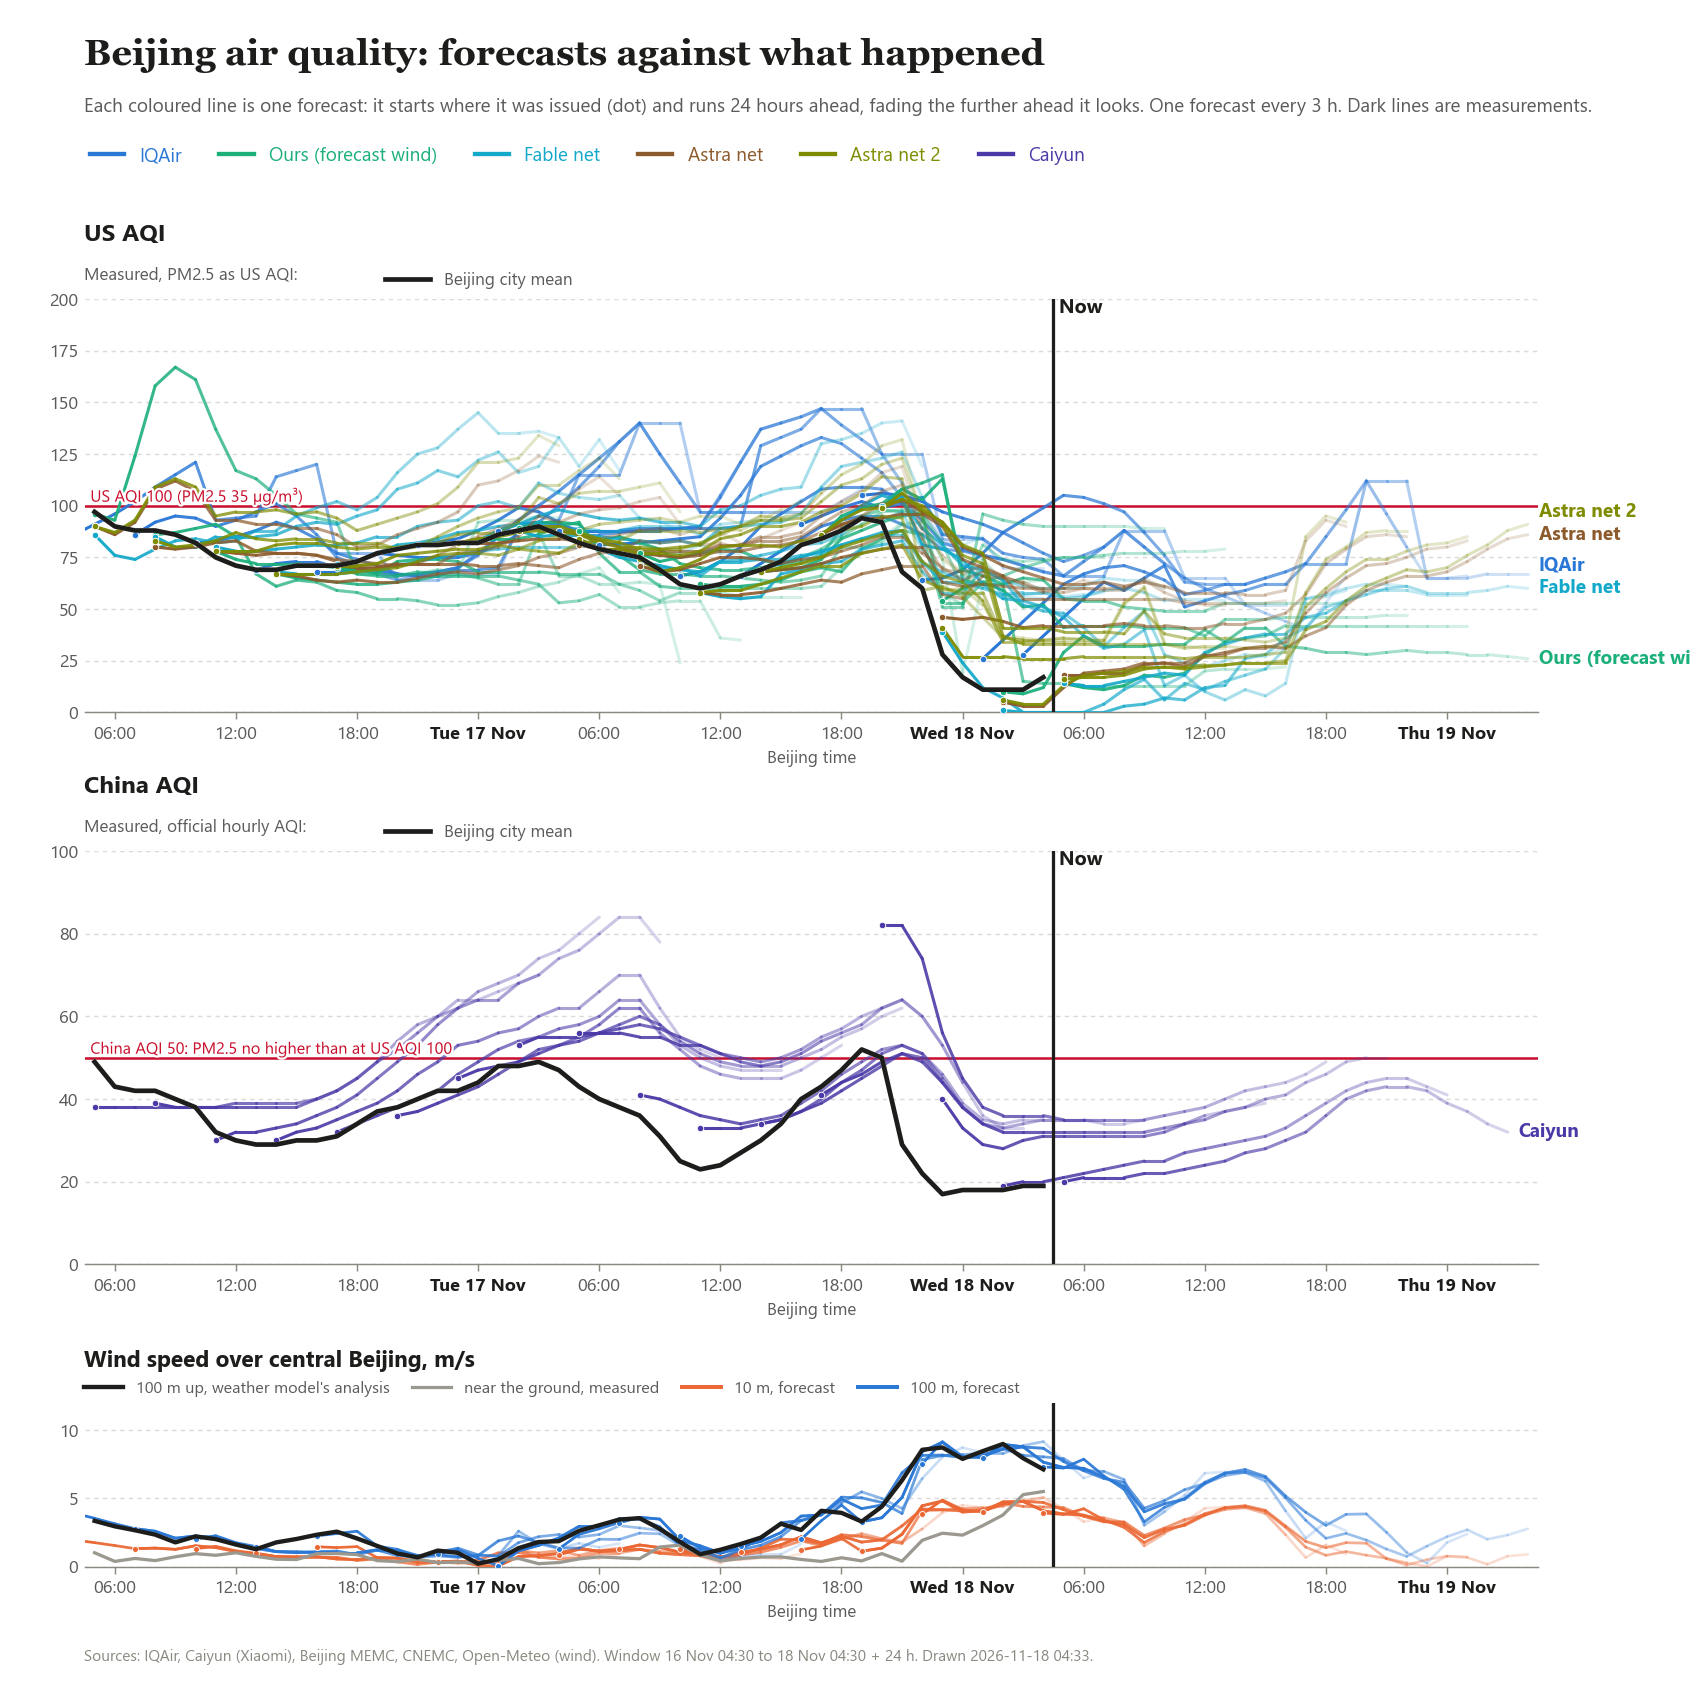 Beijing air quality: forecasts against what happened
Each coloured line is one forecast: it starts where it was issued (dot) and runs 24 hours ahead, fading the further ahead it looks. One forecast every 3 h. Dark lines are measurements.
IQAir Ours (forecast wind) Fable net Astra net Astra net 2 Caiyun
US AQI
Measured, PM2.5 as US AQI: Beijing city mean
200
Now
175
150
125
US AQI 100 (PM2.5 35 µg/m³)
100
Astra net 2
Astra net
75
IQAir
Fable net
50
25
Ours (forecast wi
0
06:00 12:00 18:00 Tue 17 Nov 06:00 12:00 18:00 Wed 18 Nov 06:00 12:00 18:00 Thu 19 Nov
Beijing time
China AQI
Measured, official hourly AQI: Beijing city mean
100
Now
80
60
China AQI 50: PM2.5 no higher than at US AQI 100
40
Caiyun
20
0
06:00 12:00 18:00 Tue 17 Nov 06:00 12:00 18:00 Wed 18 Nov 06:00 12:00 18:00 Thu 19 Nov
Beijing time
Wind speed over central Beijing, m/s
100 m up, weather model's analysis near the ground, measured 10 m, forecast 100 m, forecast
10
5
0
06:00 12:00 18:00 Tue 17 Nov 06:00 12:00 18:00 Wed 18 Nov 06:00 12:00 18:00 Thu 19 Nov
Beijing time
Sources: IQAir, Caiyun (Xiaomi), Beijing MEMC, CNEMC, Open-Meteo (wind). Window 16 Nov 04:30 to 18 Nov 04:30 + 24 h. Drawn 2026-11-18 04:33.